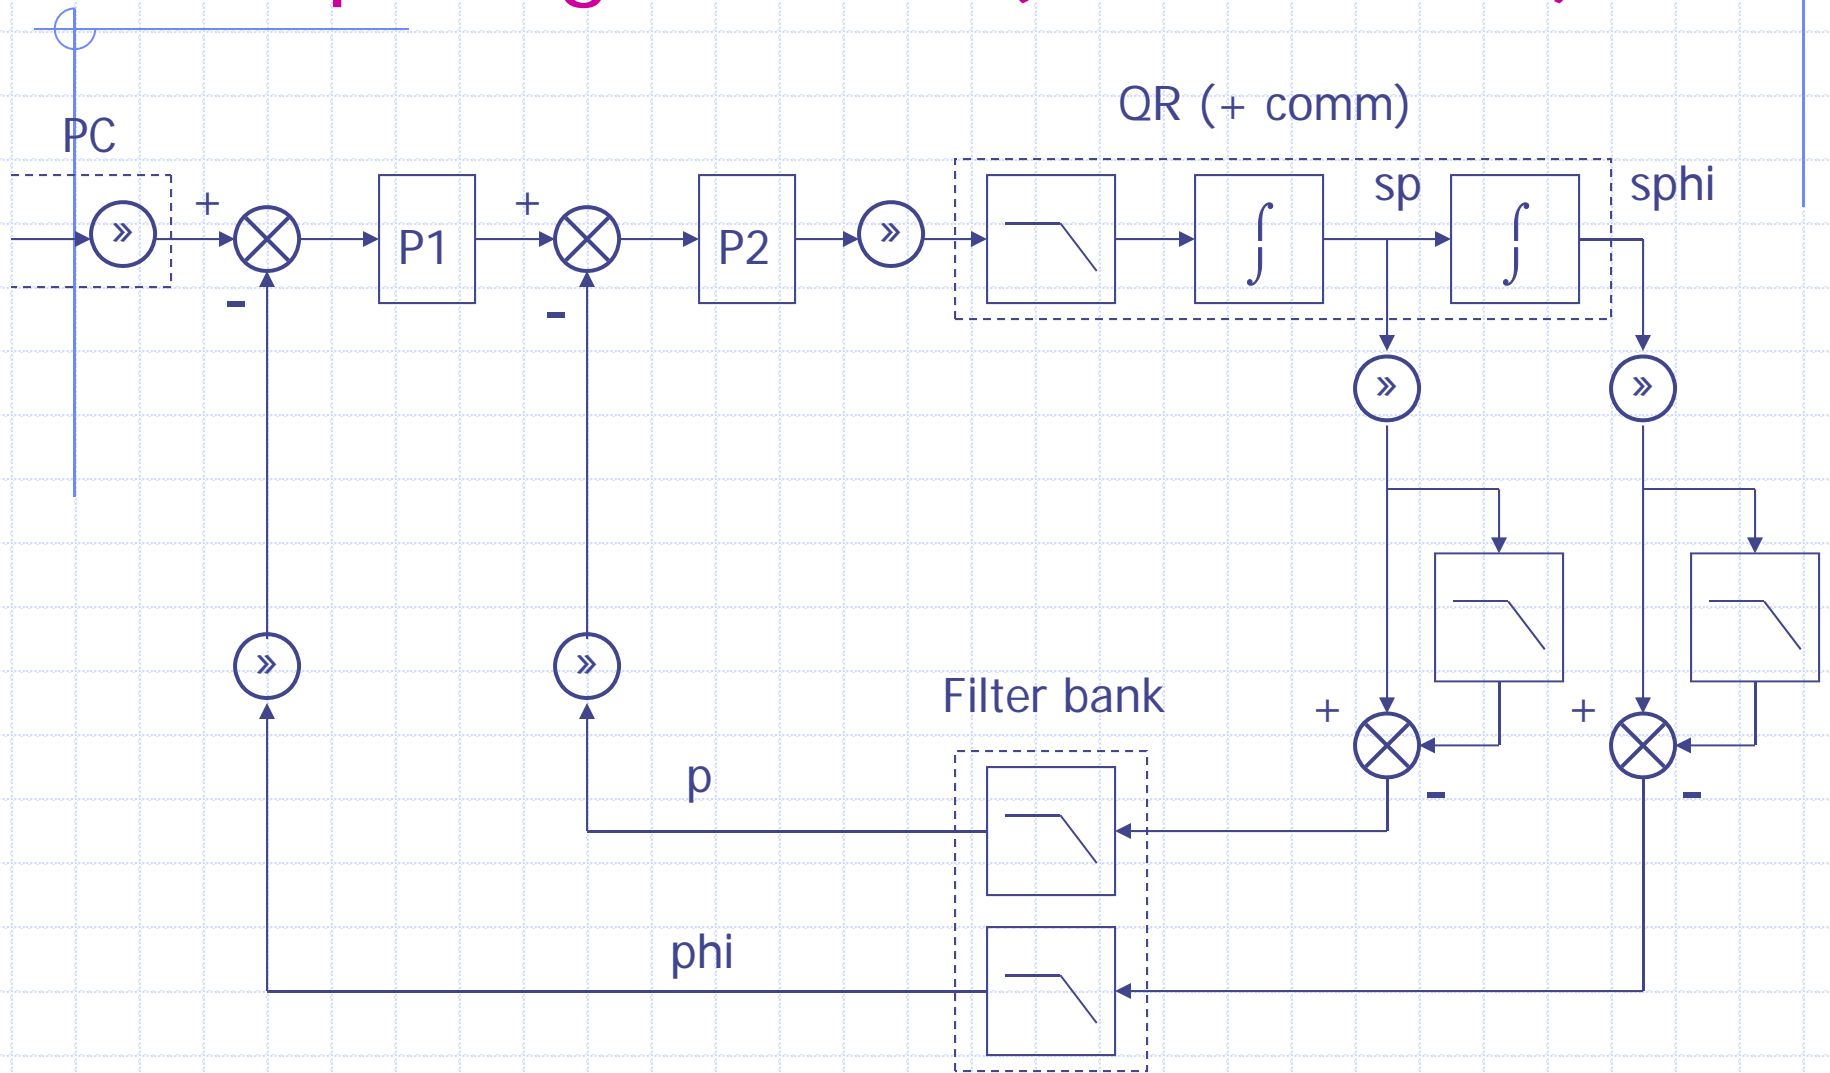 QR (+ comm)
PC
sp
sphi
+
+
»
P1
P2
»
∫
∫
-
-
»
»
»
»
Filter bank
+
+
p
-
-
phi